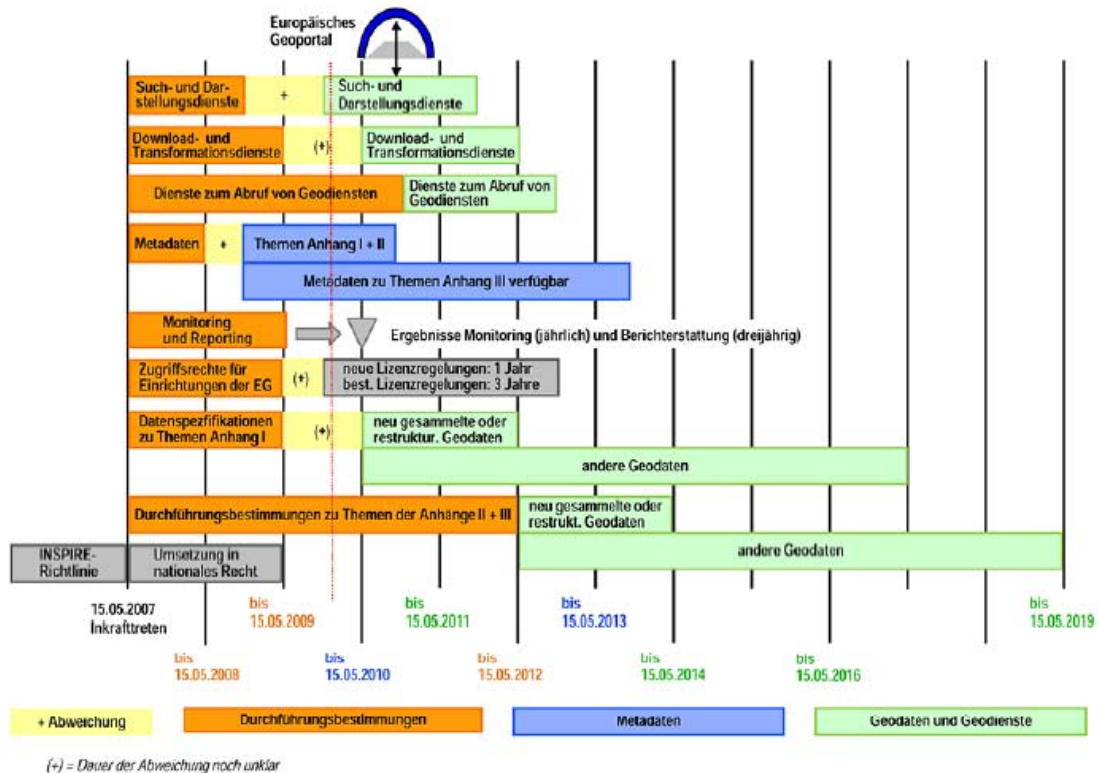 Europäisches
Geoportal
Such- und Dar-
stellungsdienste
+
Such- und
Darstellungsdienste
Download- und
Transformationsdienste
(+)
Download- und
Transformationsdienste
Dienste zum Abruf von Geodiensten
Dienste zum Abruf von
Geodiensten
Metadaten
+
Themen Anhang I + II
Metadaten zu Themen Anhang III verfügbar
Monitoring
und Reporting
Ergebnisse Monitoring (jährlich) und Berichterstattung (dreijährig)
Zugriffsrechte für
Einrichtungen der EG
(+)
neue Lizenzregelungen: 1 Jahr
best. Lizenzregelungen: 3 Jahre
Datenspezfifikationen
zu Themen Anhang I
(+)
neu gesammelte oder
restruktur. Geodaten
andere Geodaten
Durchführungsbestimmungen zu Themen der Anhänge II + III
neu gesammelte oder
restrukt. Geodaten
andere Geodaten
INSPIRE-
Richtlinie
Umsetzung in
nationales Recht
15.05.2007
Inkrafttreten
bis
15.05.2009
bis
15.05.2011
bis
15.05.2013
bis
15.05.2019
bis
15.05.2008
bis
15.05.2010
bis
15.05.2012
bis
15.05.2014
bis
15.05.2016
+ Abweichung
Durchführungsbestimmungen
Metadaten
Geodaten und Geodienste
(+) = Dauer der Abweichung noch unklar